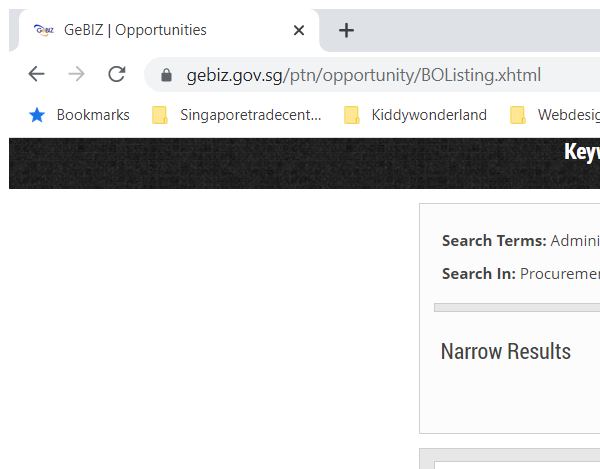 GeBIZ GeBIZ | Opportunities
gebiz.gov.sg/ptn/opportunity/BOListing.xhtml
Bookmarks Singaporetradecent... Kiddywonderland Webdesig
Keyw
Search Terms: Admini
Search In: Procuremen
Narrow Results